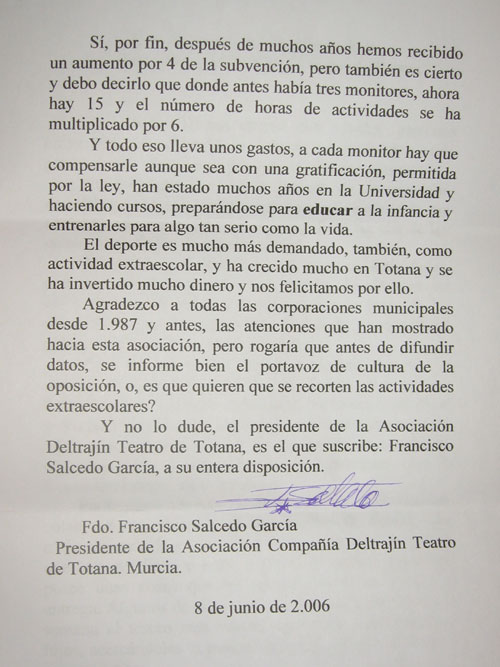 Sí, por fin, después de muchos años hemos recibido
un aumento por 4 de la subvención, pero también es cierto
y debo decirlo que donde antes había tres monitores, ahora
hay 15 y el número de horas de actividades se ha
multiplicado por 6.
Y todo eso lleva unos gastos, a cada monitor hay que
compensarle aunque sea con una gratificación, permitida
por la ley, han estado muchos años en la Universidad y
haciendo cursos, preparándose para educar a la infancia y
entrenarles para algo tan serio como la vida.
El deporte es mucho más demandado, también, como
actividad extraescolar, y ha crecido mucho en Totana y se
ha invertido mucho dinero y nos felicitamos por ello.
Agradezco a todas las corporaciones municipales
desde 1.987 y antes, las atenciones que han mostrado
hacia esta asociación, pero rogaría que antes de difundir
datos, se informe bien el portavoz de cultura de la
oposición, o, es que quieren que se recorten las actividades
extraescolares?
Y no lo dude, el presidente de la Asociación
Deltrajín Teatro de Totana, es el que suscribe: Francisco
Salcedo García, a su entera disposición.
Fdo. Francisco Salcedo García
Presidente de la Asociación Compañía Deltrajín Teatro
de Totana. Murcia.
8 de junio de 2.006